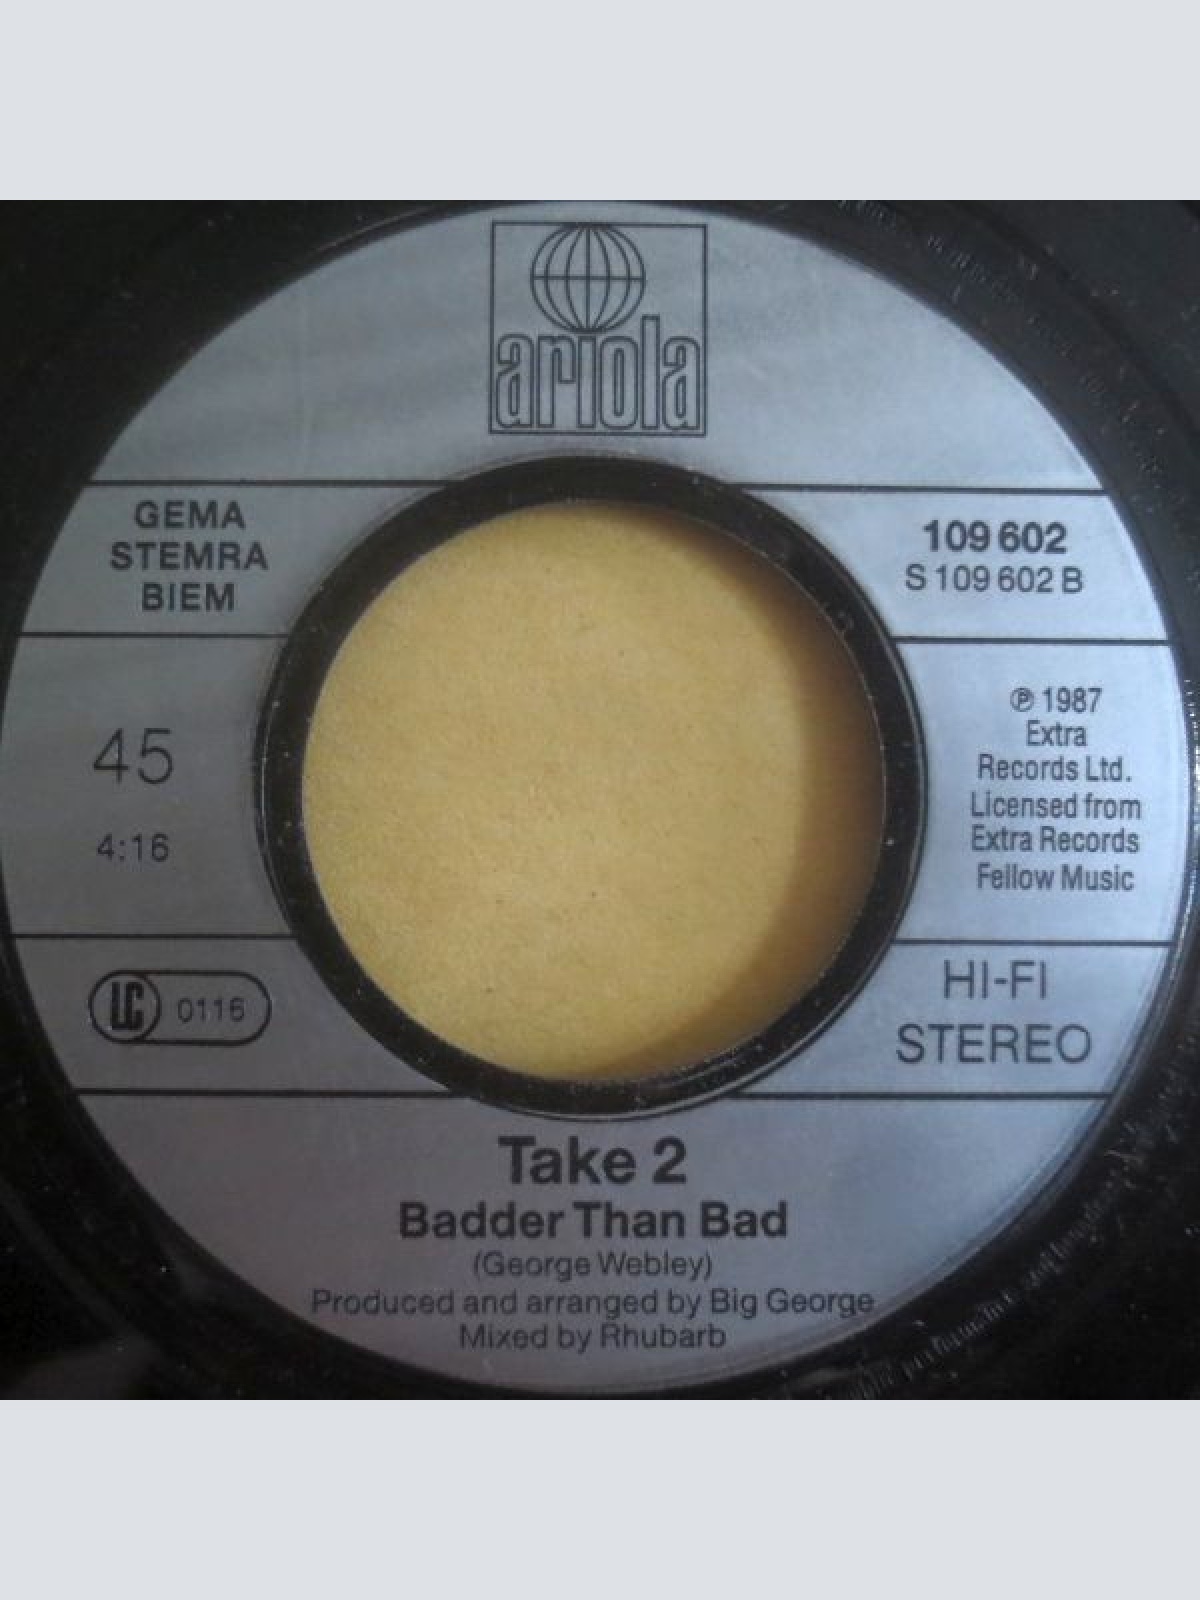 ariola
GEMA
STEMRA
BIEM
109 602
S 109 602 B
45
4:16
℗ 1987
Extra
Records Ltd.
Licensed from
Extra Records
Fellow Music
LC 0116
HI-FI
STEREO
Take 2
Badder Than Bad
(George Webley)
Produced and arranged by Big George
Mixed by Rhubarb